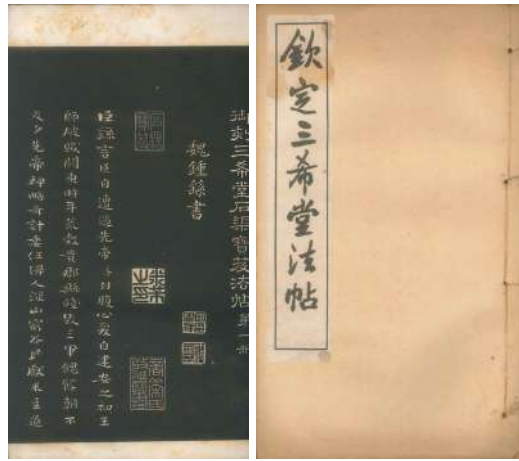 欽定三希堂法帖
御刻三希堂石渠寶笈法帖第一冊
魏鍾繇書
臣繇言臣自遭遇先帝忝列腹心爰自建安之初王
師破賊關東時年荒穀貴郡縣殘毀三軍餽饟朝不
及夕先帝神略奇計委任得人深山窮谷民獻米豆道